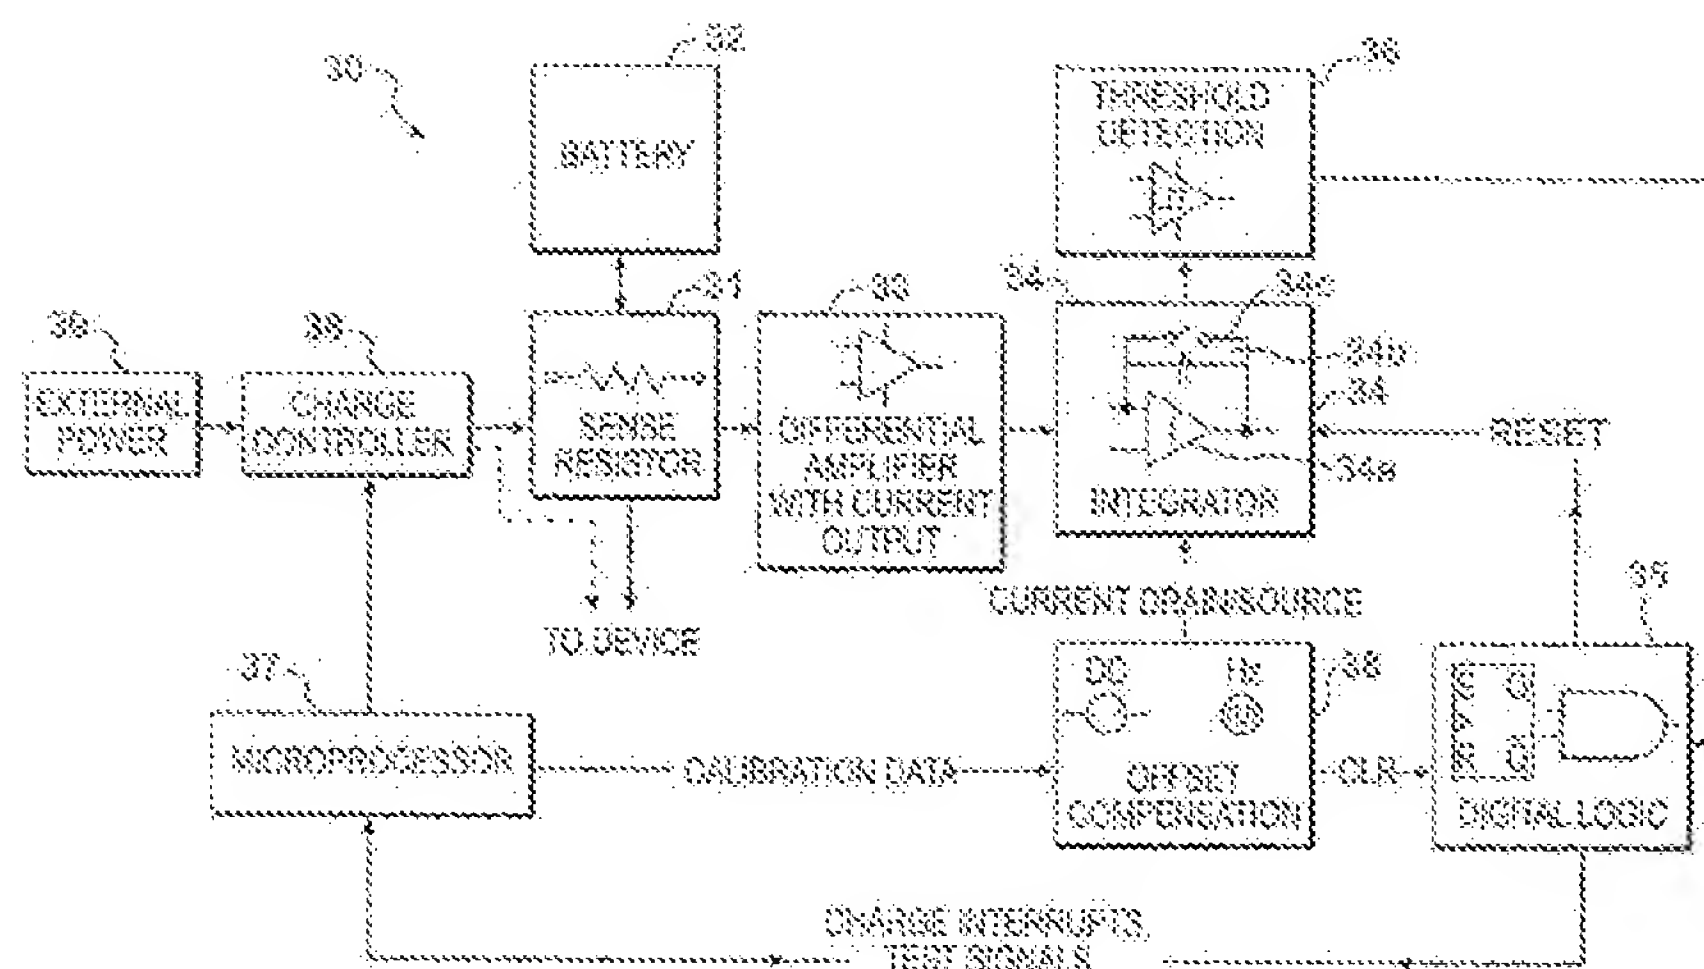 30
32
36
BATTERY
THRESHOLD
DETECTION
31
33
34
34c
39
38
34b
EXTERNAL
POWER
CHARGE
CONTROLLER
SENSE
RESISTOR
DIFFERENTIAL
AMPLIFIER
WITH CURRENT
OUTPUT
34
34a
INTEGRATOR
RESET
CURRENT DRAIN/SOURCE
TO DEVICE
35
37
DC
Hz
38
MICROPROCESSOR
CALIBRATION DATA
OFFSET
COMPENSATION
CLR
DIGITAL LOGIC
CHARGE INTERRUPTS,
TEST SIGNALS